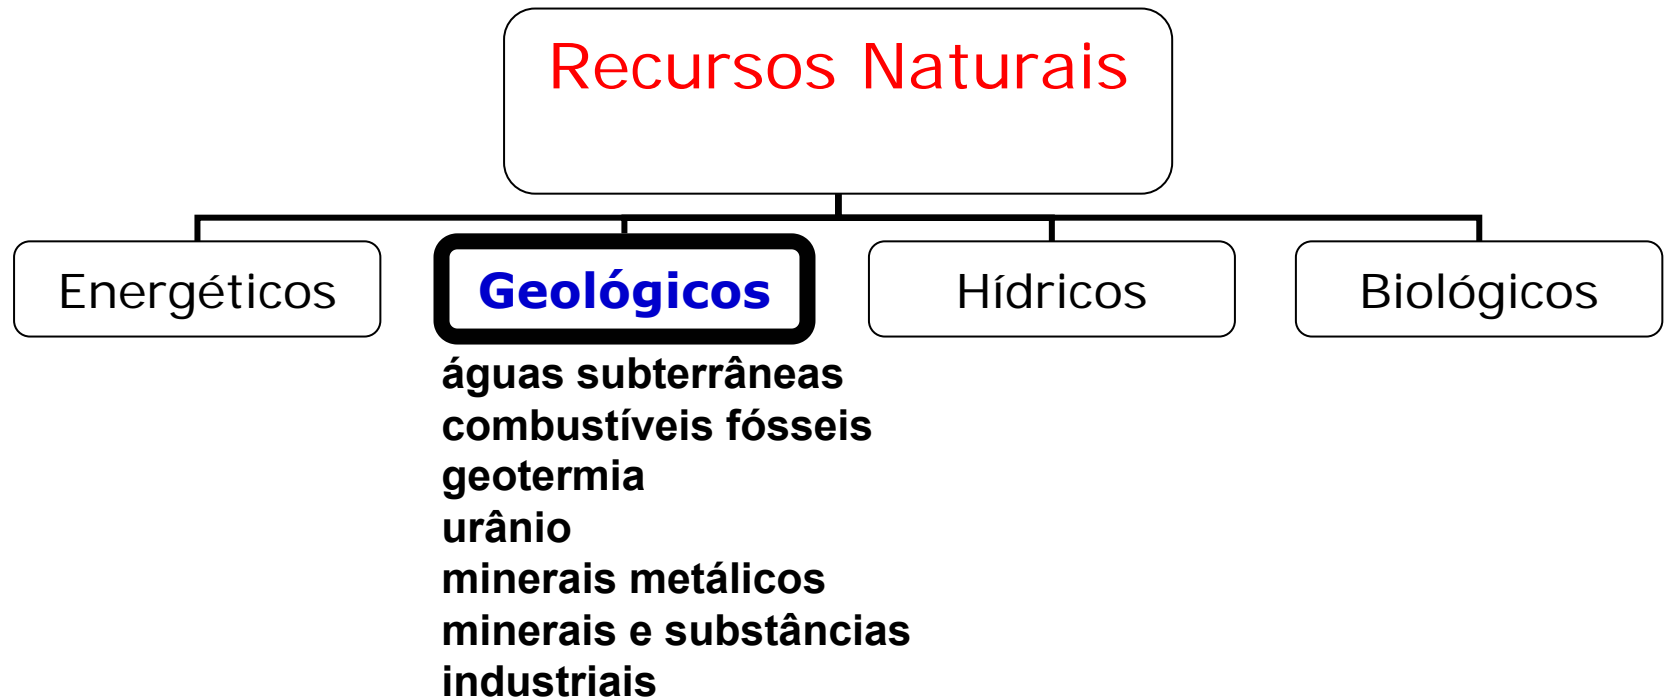 Recursos Naturais
Energéticos
Geológicos
Hídricos
Biológicos
águas subterrâneas
combustíveis fósseis
geotermia
urânio
minerais metálicos
minerais e substâncias
industriais